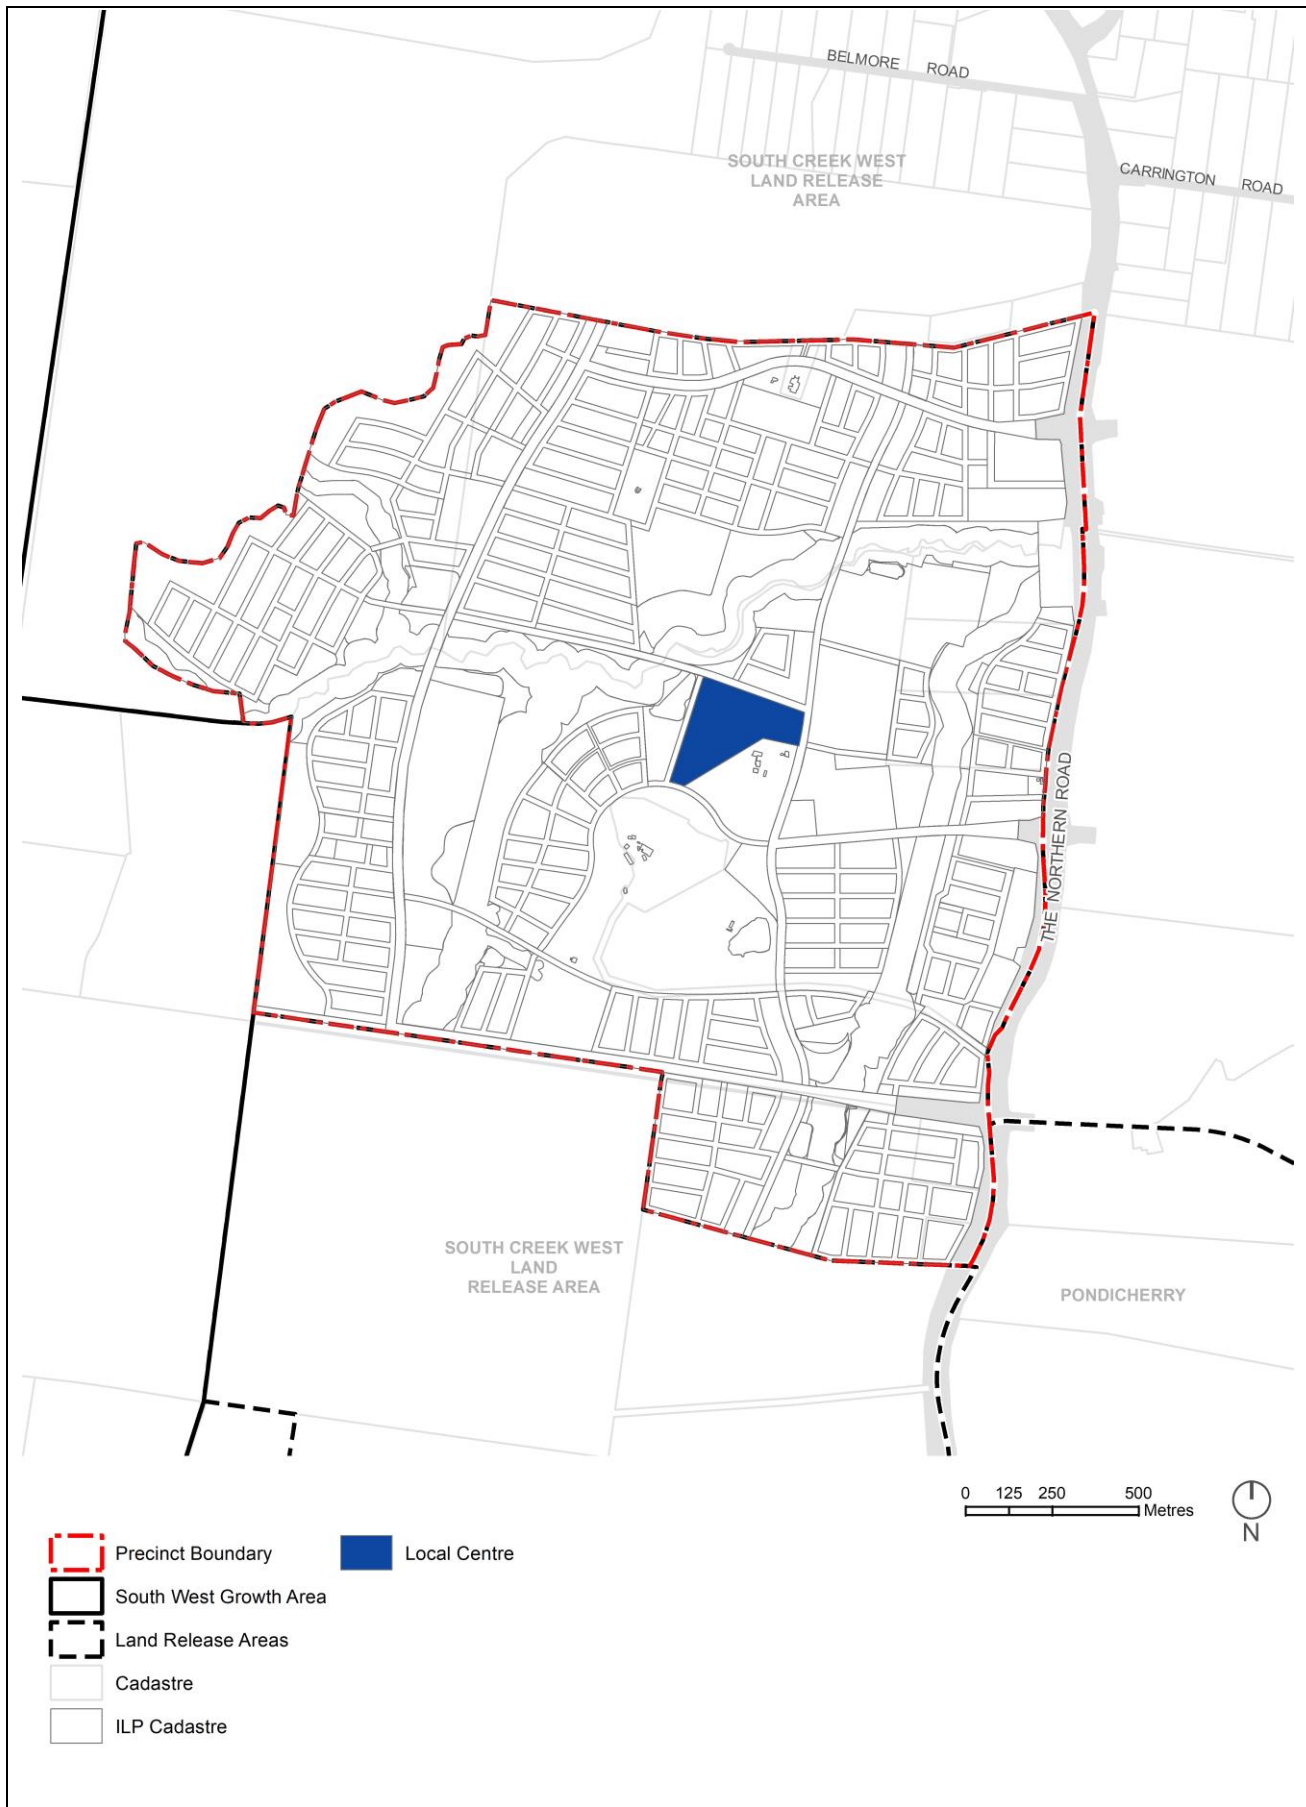 BELMORE ROAD
SOUTH CREEK WEST
LAND RELEASE
AREA
CARRINGTON ROAD
THE NORTHERN ROAD
SOUTH CREEK WEST
LAND
RELEASE AREA
PONDICHERRY
0 125 250 500
Metres
N
Precinct Boundary
Local Centre
South West Growth Area
Land Release Areas
Cadastre
ILP Cadastre